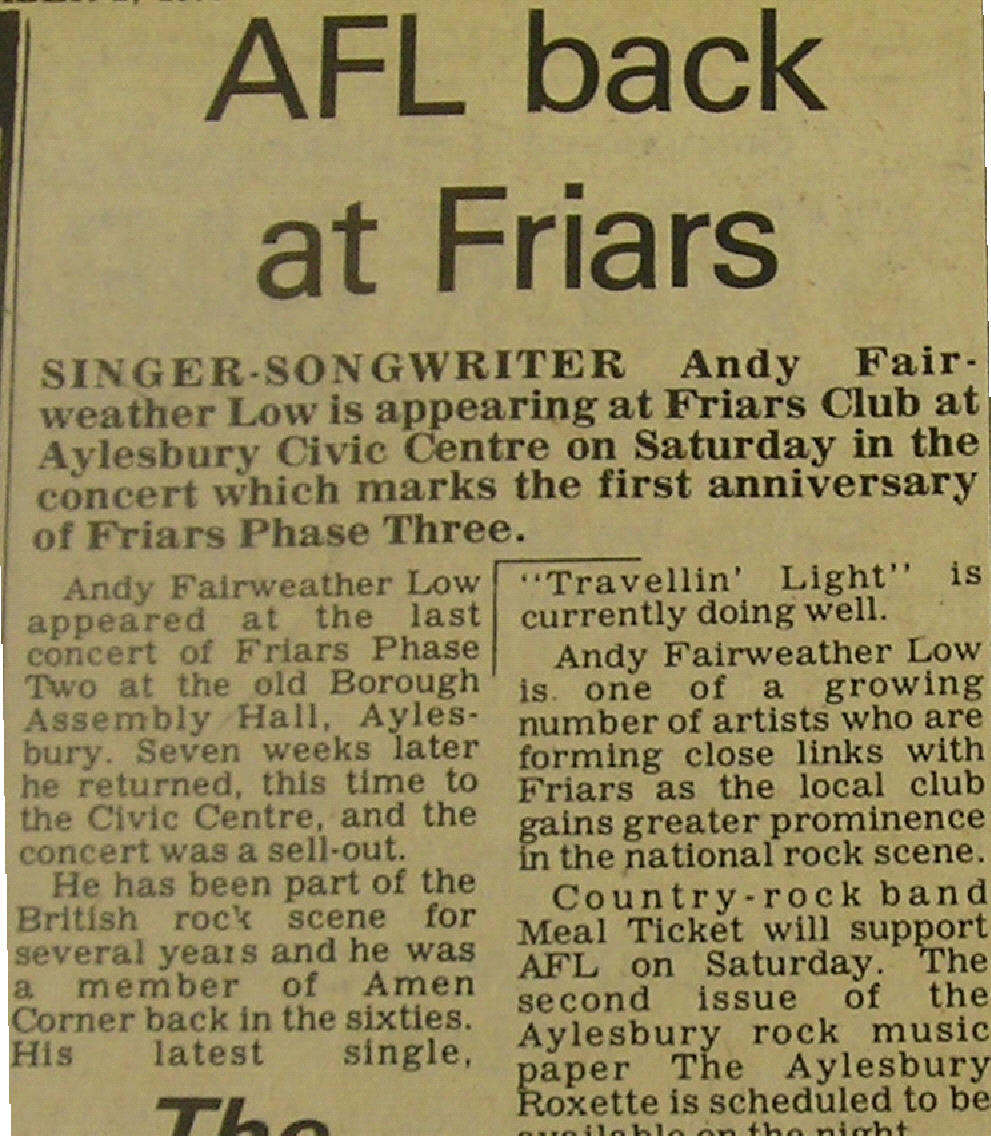 AFL back
at Friars
SINGER-SONGWRITER Andy Fair-
weather Low is appearing at Friars Club at
Aylesbury Civic Centre on Saturday in the
concert which marks the first anniversary
of Friars Phase Three.
Andy Fairweather Low
appeared at the last
concert of Friars Phase
Two at the old Borough
Assembly Hall, Ayles-
bury. Seven weeks later
he returned, this time to
the Civic Centre, and the
concert was a sell-out.
He has been part of the
British rock scene for
several years and he was
a member of Amen
Corner back in the sixties.
His latest single,
"Travellin' Light" is
currently doing well.
Andy Fairweather Low
is one of a growing
number of artists who are
forming close links with
Friars as the local club
gains greater prominence
in the national rock scene.
Country-rock band
Meal Ticket will support
AFL on Saturday. The
second issue of the
Aylesbury rock music
paper The Aylesbury
Roxette is scheduled to be
available on the night.
The